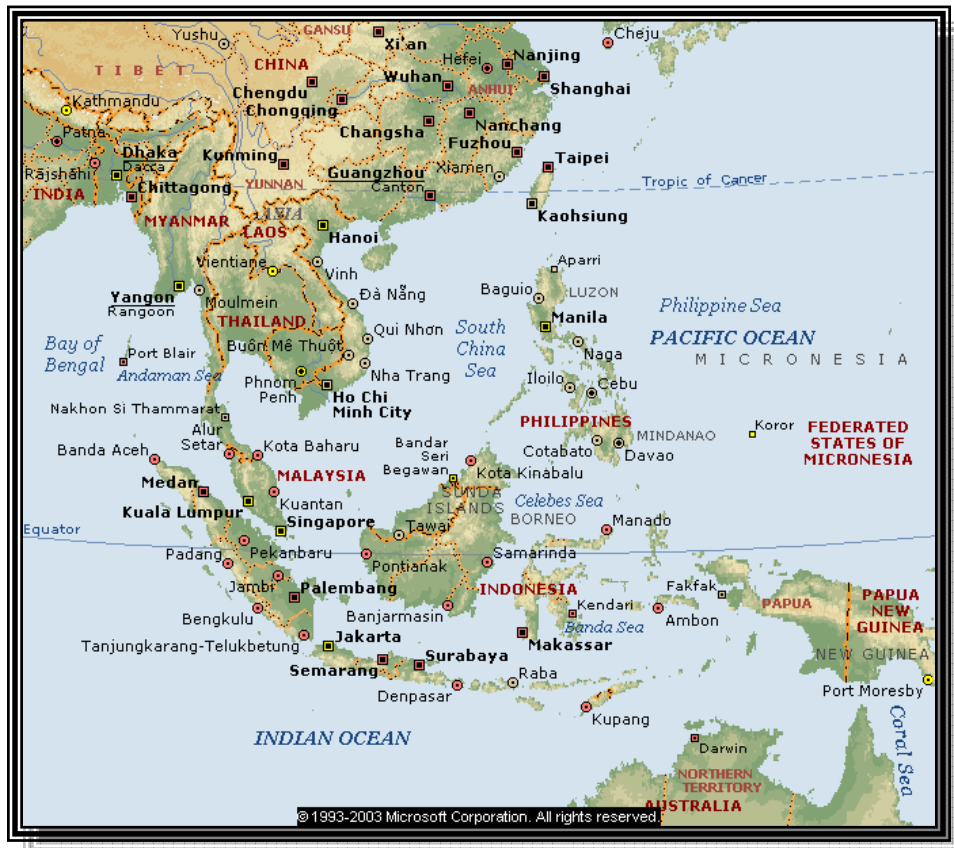 Yushu
GANSU
Xi'an
Cheju
TIBET
CHINA
Hefei
Nanjing
Chengdu
Wuhan
ANHUI
Shanghai
Kathmandu
Chongqing
Patna
Changsha
Nanchang
Fuzhou
Dhaka
Dacca
Kunming
Guangzhou
Canton
Xiamen
Taipei
Rajshahi
INDIA
Chittagong
YUNNAN
Tropic of Cancer
MYANMAR
ASIA
LAOS
Hanoi
Kaohsiung
Vientiane
Vinh
Aparri
Yangon
Rangoon
Moulmein
Đà Nẵng
Baguio
LUZON
Philippine Sea
THAILAND
Qui Nhơn
South
China
Sea
Manila
PACIFIC OCEAN
Bay of
Bengal
Port Blair
Andaman Sea
Buôn Mê Thuột
Naga
MICRONESIA
Phnom
Penh
Nha Trang
Ho Chi
Minh City
Iloilo
Cebu
Nakhon Si Thammarat
PHILIPPINES
Koror
FEDERATED
STATES OF
MICRONESIA
Alur
Setar
Kota Baharu
Bandar
Seri
Begawan
Cotabato
MINDANAO
Davao
Banda Aceh
MALAYSIA
Kota Kinabalu
Medan
Kuantan
SUNDA
ISLANDS
Celebes Sea
Kuala Lumpur
Singapore
BORNEO
Manado
Equator
Tawai
Padang
Pekanbaru
Pontianak
Samarinda
Jambi
Palembang
INDONESIA
Fakfak
PAPUA
PAPUA
NEW
GUINEA
Bengkulu
Banjarmasin
Kendari
Ambon
Banda Sea
Tanjungkarang-Telukbetung
Jakarta
Makassar
NEW GUINEA
Semarang
Surabaya
Raba
Port Moresby
Denpasar
Kupang
INDIAN OCEAN
Coral Sea
Darwin
NORTHERN
TERRITORY
AUSTRALIA
© 1993-2003 Microsoft Corporation. All rights reserved.